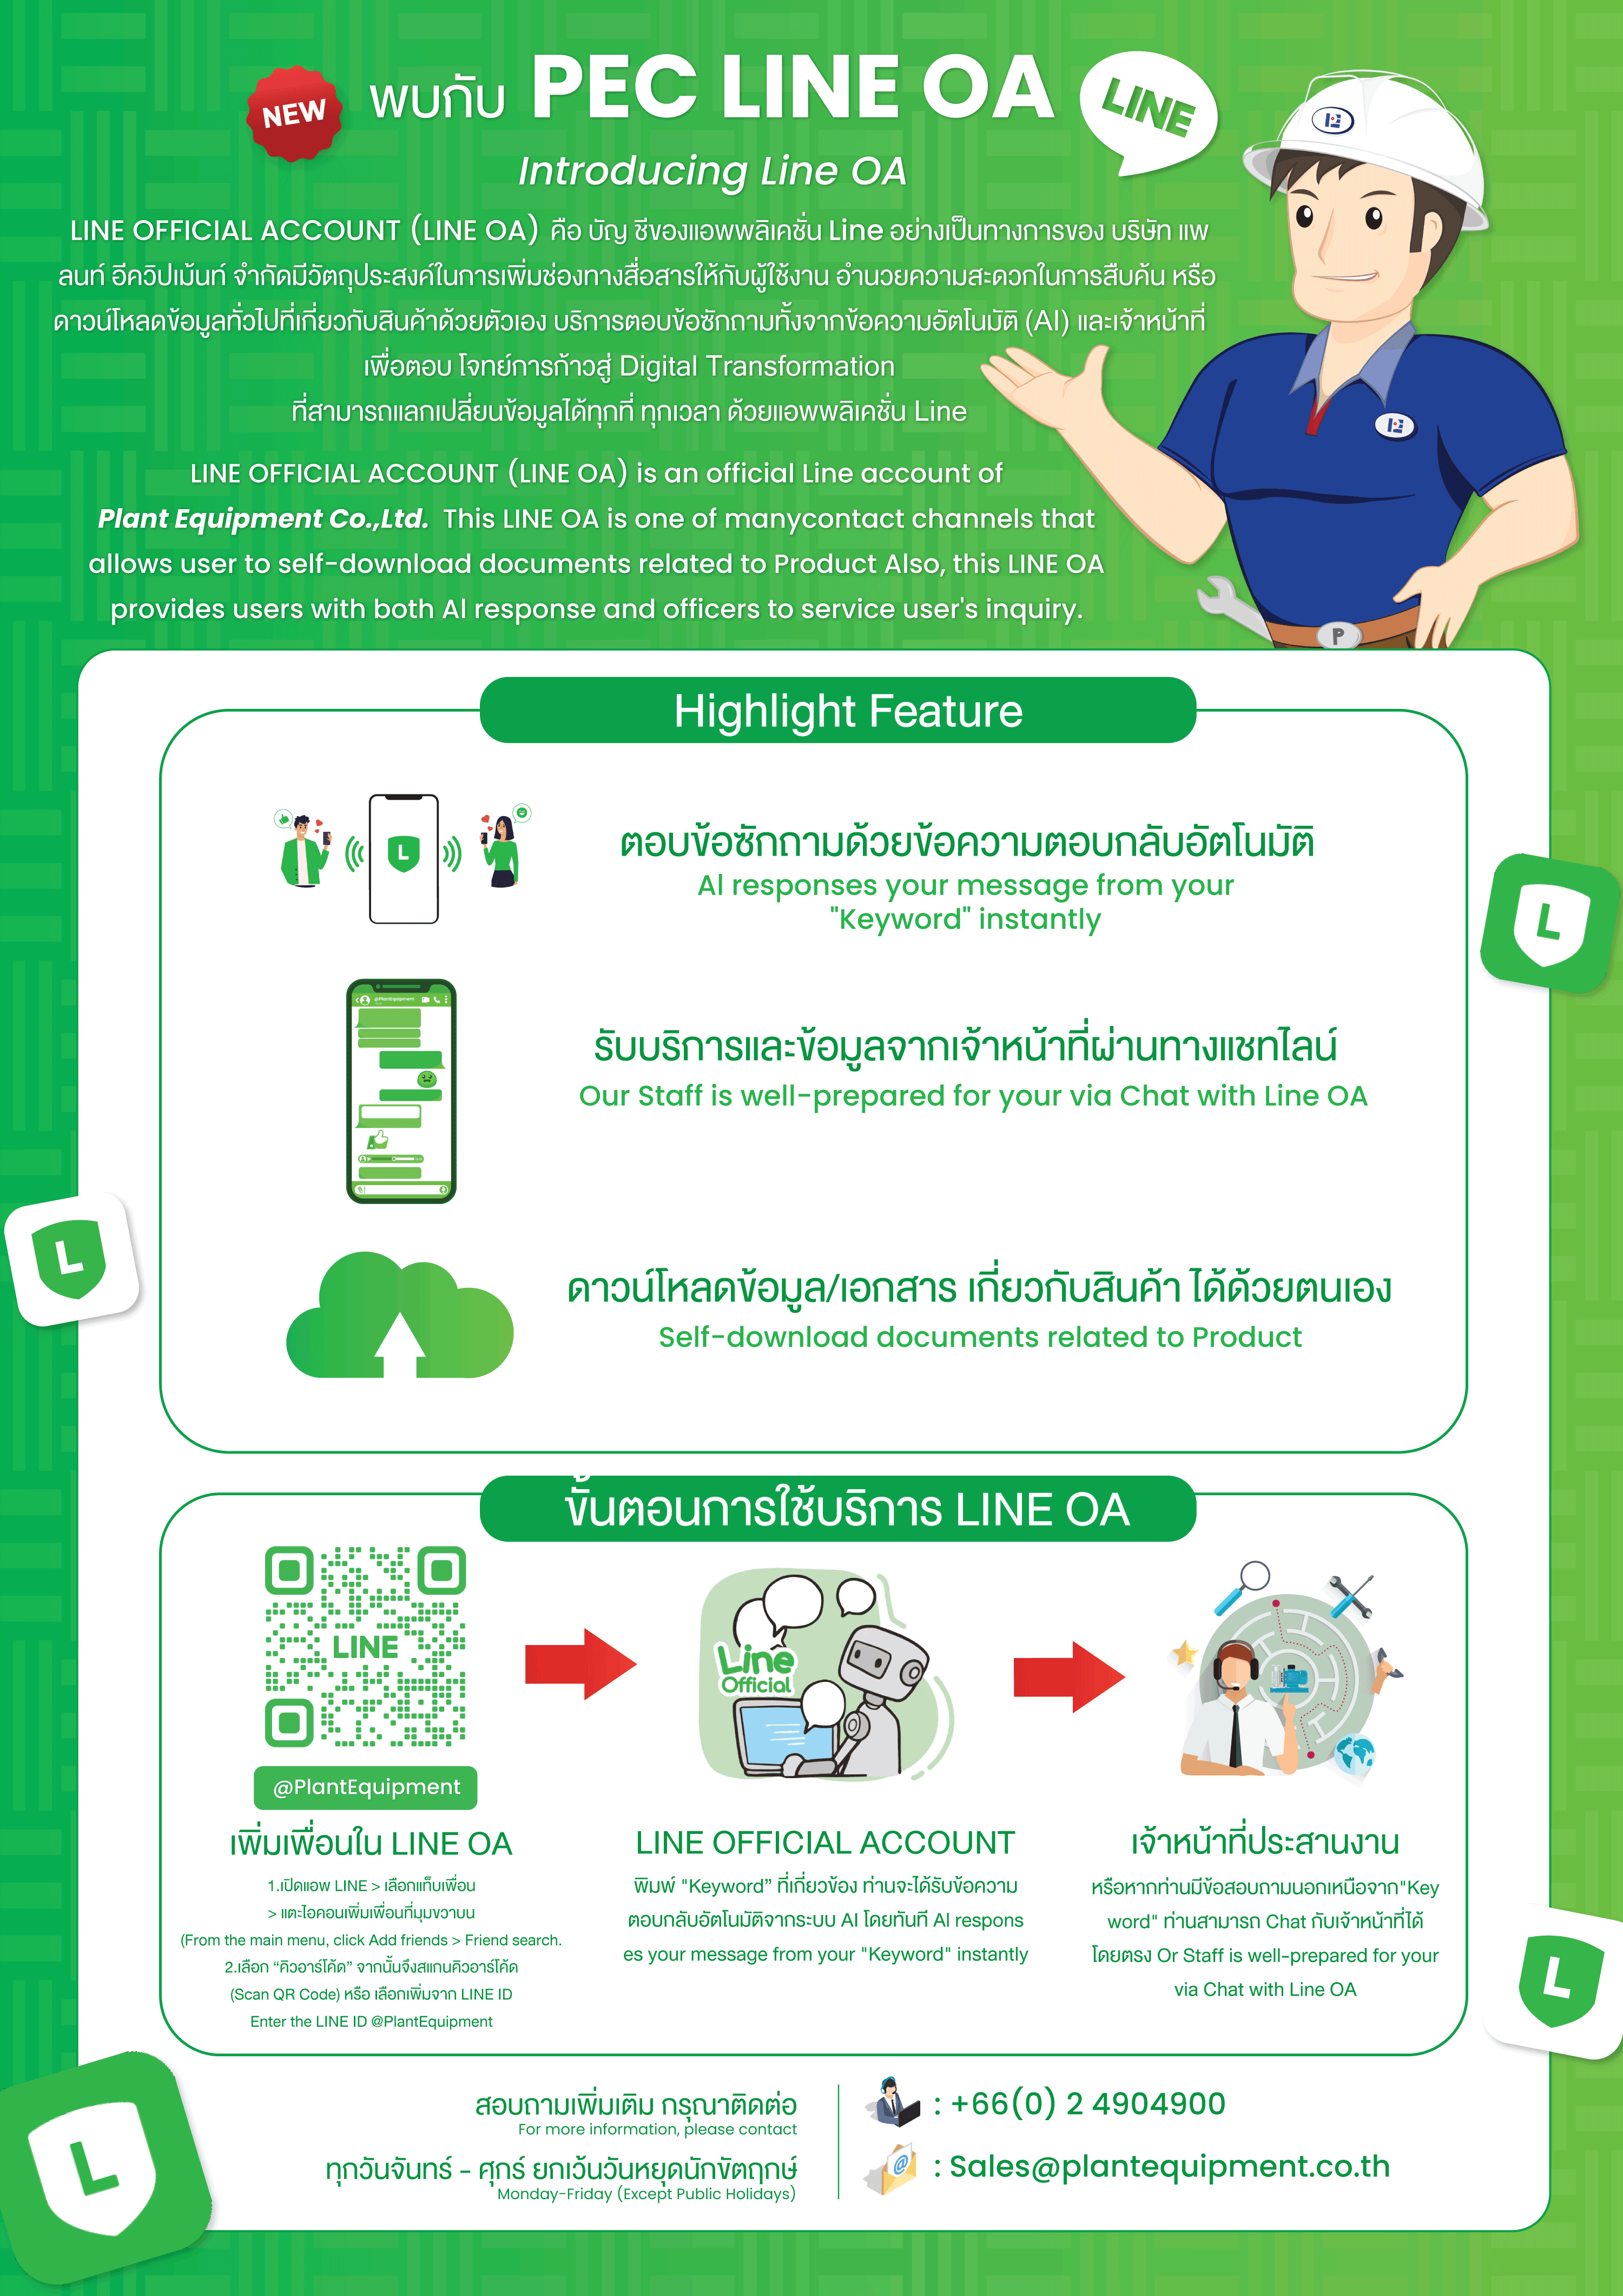 NEW
พบกับ PEC LINE OA
LINE
Introducing Line OA
LINE OFFICIAL ACCOUNT (LINE OA) คือ บัญ ชีของแอพพลิเคชั่น Line อย่างเป็นทางการของ บริษัท แพ
ลนท์ อีควิปเม้นท์ จำกัดมีวัตถุประสงค์ในการเพิ่มช่องทางสื่อสารให้กับผู้ใช้งาน อำนวยความสะดวกในการสืบค้น หรือ
ดาวน์โหลดข้อมูลทั่วไปที่เกี่ยวกับสินค้าด้วยตัวเอง บริการตอบข้อซักถามทั้งจากข้อความอัตโนมัติ (AI) และเจ้าหน้าที่
เพื่อตอบ โจทย์การก้าวสู่ Digital Transformation
ที่สามารถแลกเปลี่ยนข้อมูลได้ทุกที่ ทุกเวลา ด้วยแอพพลิเคชั่น Line
LINE OFFICIAL ACCOUNT (LINE OA) is an official Line account of
Plant Equipment Co.,Ltd. This LINE OA is one of manycontact channels that
allows user to self-download documents related to Product Also, this LINE OA
provides users with both AI response and officers to service user's inquiry.
P
Highlight Feature
L
ตอบข้อซักถามด้วยข้อความตอบกลับอัตโนมัติ
AI responses your message from your
"Keyword" instantly
L
@PlantEquipment
รับบริการและข้อมูลจากเจ้าหน้าที่ผ่านทางแชทไลน์
Our Staff is well-prepared for your via Chat with Line OA
L
ดาวน์โหลดข้อมูล/เอกสาร เกี่ยวกับสินค้า ได้ด้วยตนเอง
Self-download documents related to Product
ขั้นตอนการใช้บริการ LINE OA
LINE
Line
Official
@PlantEquipment
เพิ่มเพื่อนใน LINE OA
1.เปิดแอพ LINE > เลือกแท็บเพื่อน
> แตะไอคอนเพิ่มเพื่อนที่มุมขวาบน
(From the main menu, click Add friends > Friend search.
2.เลือก “คิวอาร์โค้ด” จากนั้นจึงสแกนคิวอาร์โค้ด
(Scan QR Code) หรือ เลือกเพิ่มจาก LINE ID
Enter the LINE ID @PlantEquipment
LINE OFFICIAL ACCOUNT
พิมพ์ "Keyword” ที่เกี่ยวข้อง ท่านจะได้รับข้อความ
ตอบกลับอัตโนมัติจากระบบ AI โดยทันที AI respons
es your message from your "Keyword" instantly
เจ้าหน้าที่ประสานงาน
หรือหากท่านมีข้อสอบถามนอกเหนือจาก"Key
word" ท่านสามารถ Chat กับเจ้าหน้าที่ได้
โดยตรง Or Staff is well-prepared for your
via Chat with Line OA
L
L
สอบถามเพิ่มเติม กรุณาติดต่อ
For more information, please contact
ทุกวันจันทร์ - ศุกร์ ยกเว้นวันหยุดนักขัตฤกษ์
Monday-Friday (Except Public Holidays)
: +66(0) 2 4904900
@
: Sales@plantequipment.co.th